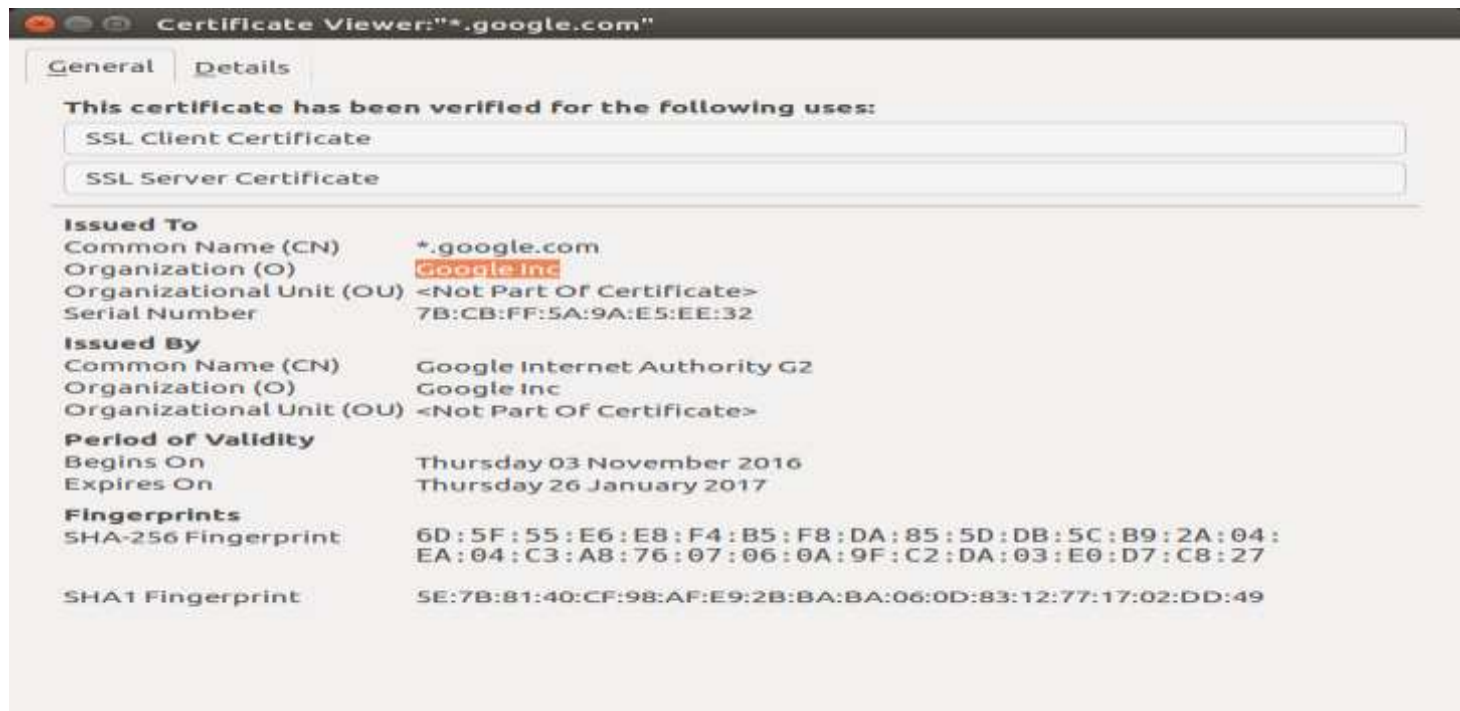 Certificate Viewer:"*.google.com"
General Details
This certificate has been verified for the following uses:
SSL Client Certificate
SSL Server Certificate
Issued To
Common Name (CN) *.google.com
Organization (O) Google Inc
Organizational Unit (OU) <Not Part Of Certificate>
Serial Number 7B:CB:FF:5A:9A:E5:EE:32
Issued By
Common Name (CN) Google Internet Authority G2
Organization (O) Google Inc
Organizational Unit (OU) <Not Part Of Certificate>
Period of Validity
Begins On Thursday 03 November 2016
Expires On Thursday 26 January 2017
Fingerprints
SHA-256 Fingerprint 6D:5F:55:E6:E8:F4:B5:F8:DA:85:5D:DB:5C:B9:2A:04:
EA:04:C3:A8:76:07:06:0A:9F:C2:DA:03:E0:D7:C8:27
SHA1 Fingerprint 5E:7B:81:40:CF:98:AF:E9:2B:BA:BA:06:0D:83:12:77:17:02:DD:49